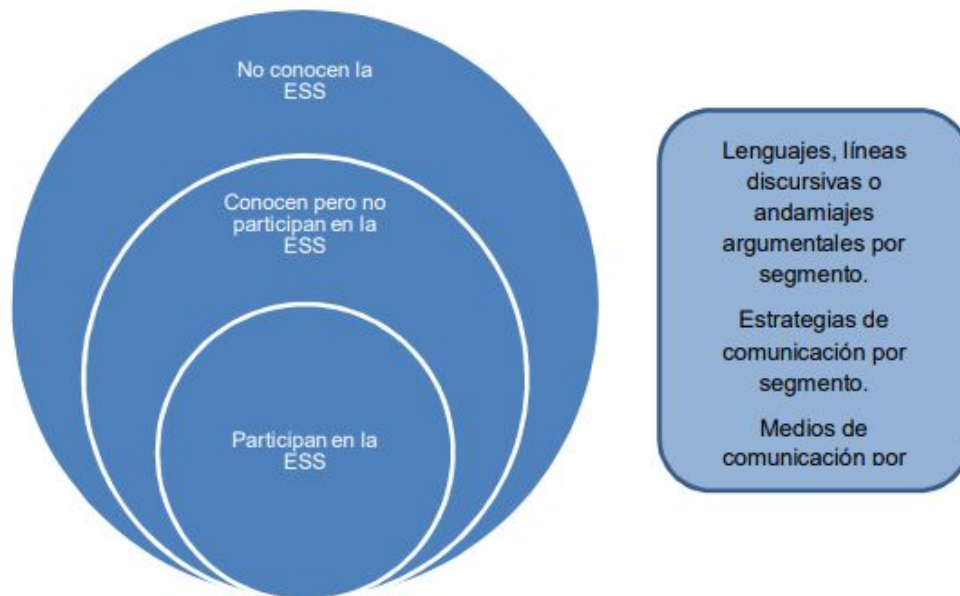 No conocen la
ESS
Conocen pero no
participan en la
ESS
Participan en la
ESS
Lenguajes, líneas
discursivas o
andamiajes
argumentales por
segmento.
Estrategias de
comunicación por
segmento.
Medios de
comunicación por